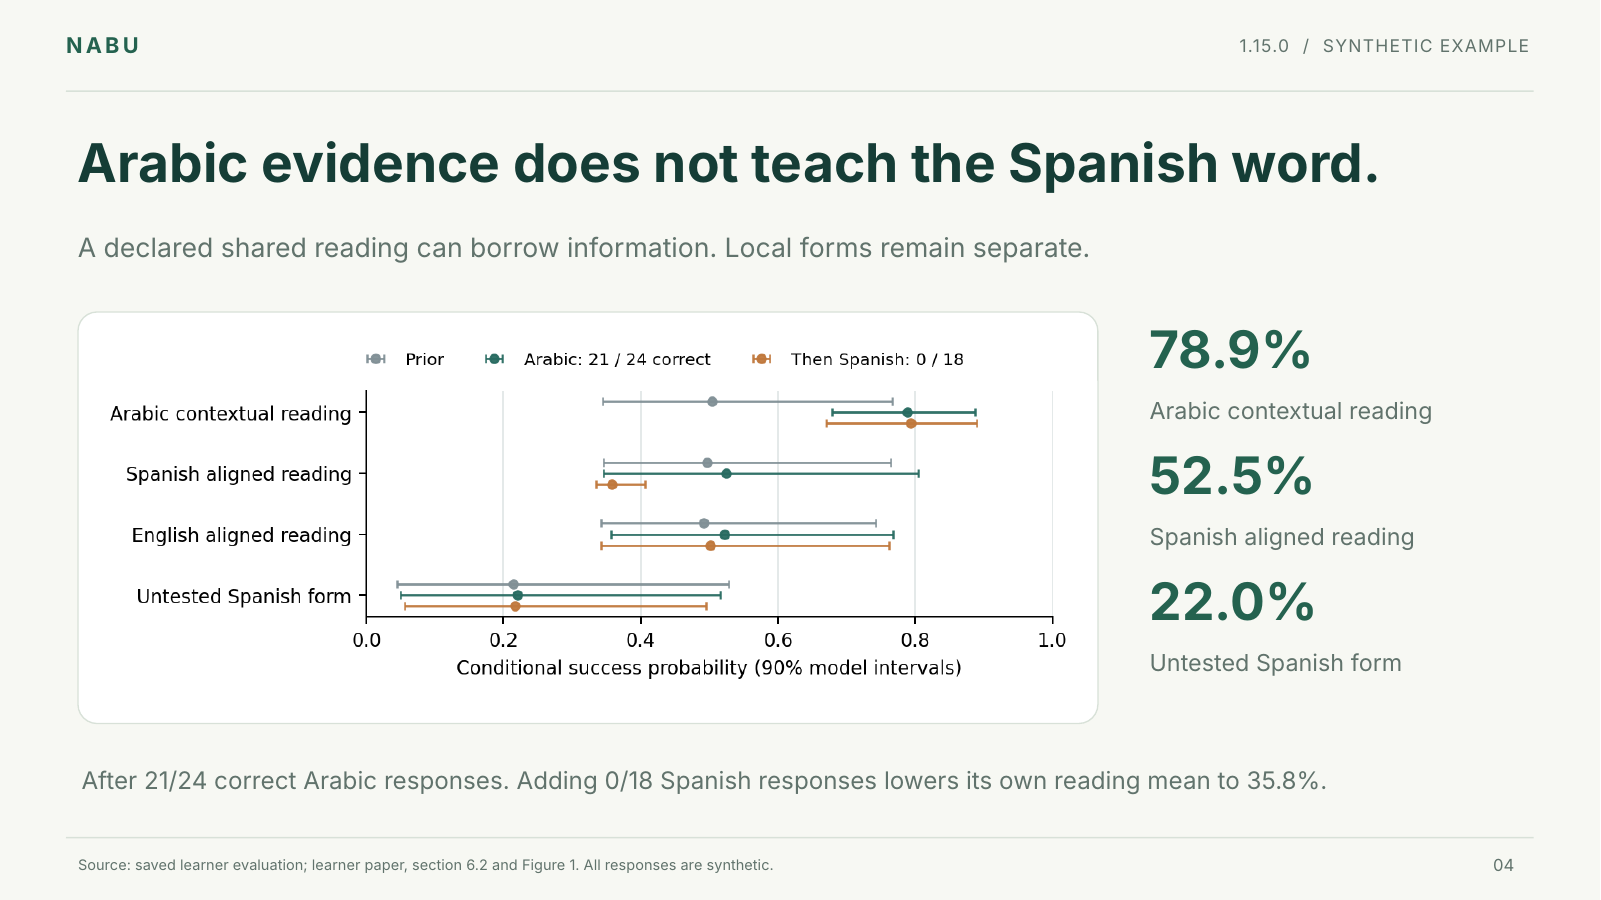 NABU
1.15.0 / SYNTHETIC EXAMPLE
Arabic evidence does not teach the Spanish word.
A declared shared reading can borrow information. Local forms remain separate.
Prior
Arabic: 21 / 24 correct
Then Spanish: 0 / 18
Arabic contextual reading
Spanish aligned reading
English aligned reading
Untested Spanish form
0.0 0.2 0.4 0.6 0.8 1.0
Conditional success probability (90% model intervals)
78.9%
Arabic contextual reading
52.5%
Spanish aligned reading
22.0%
Untested Spanish form
After 21/24 correct Arabic responses. Adding 0/18 Spanish responses lowers its own reading mean to 35.8%.
Source: saved learner evaluation; learner paper, section 6.2 and Figure 1. All responses are synthetic.
04